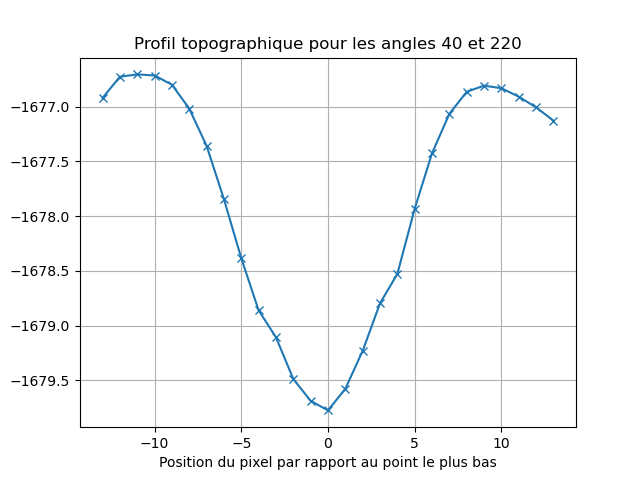 Profil topographique pour les angles 40 et 220
−1677.0
−1677.5
−1678.0
−1678.5
−1679.0
−1679.5
−10 −5 0 5 10
Position du pixel par rapport au point le plus bas